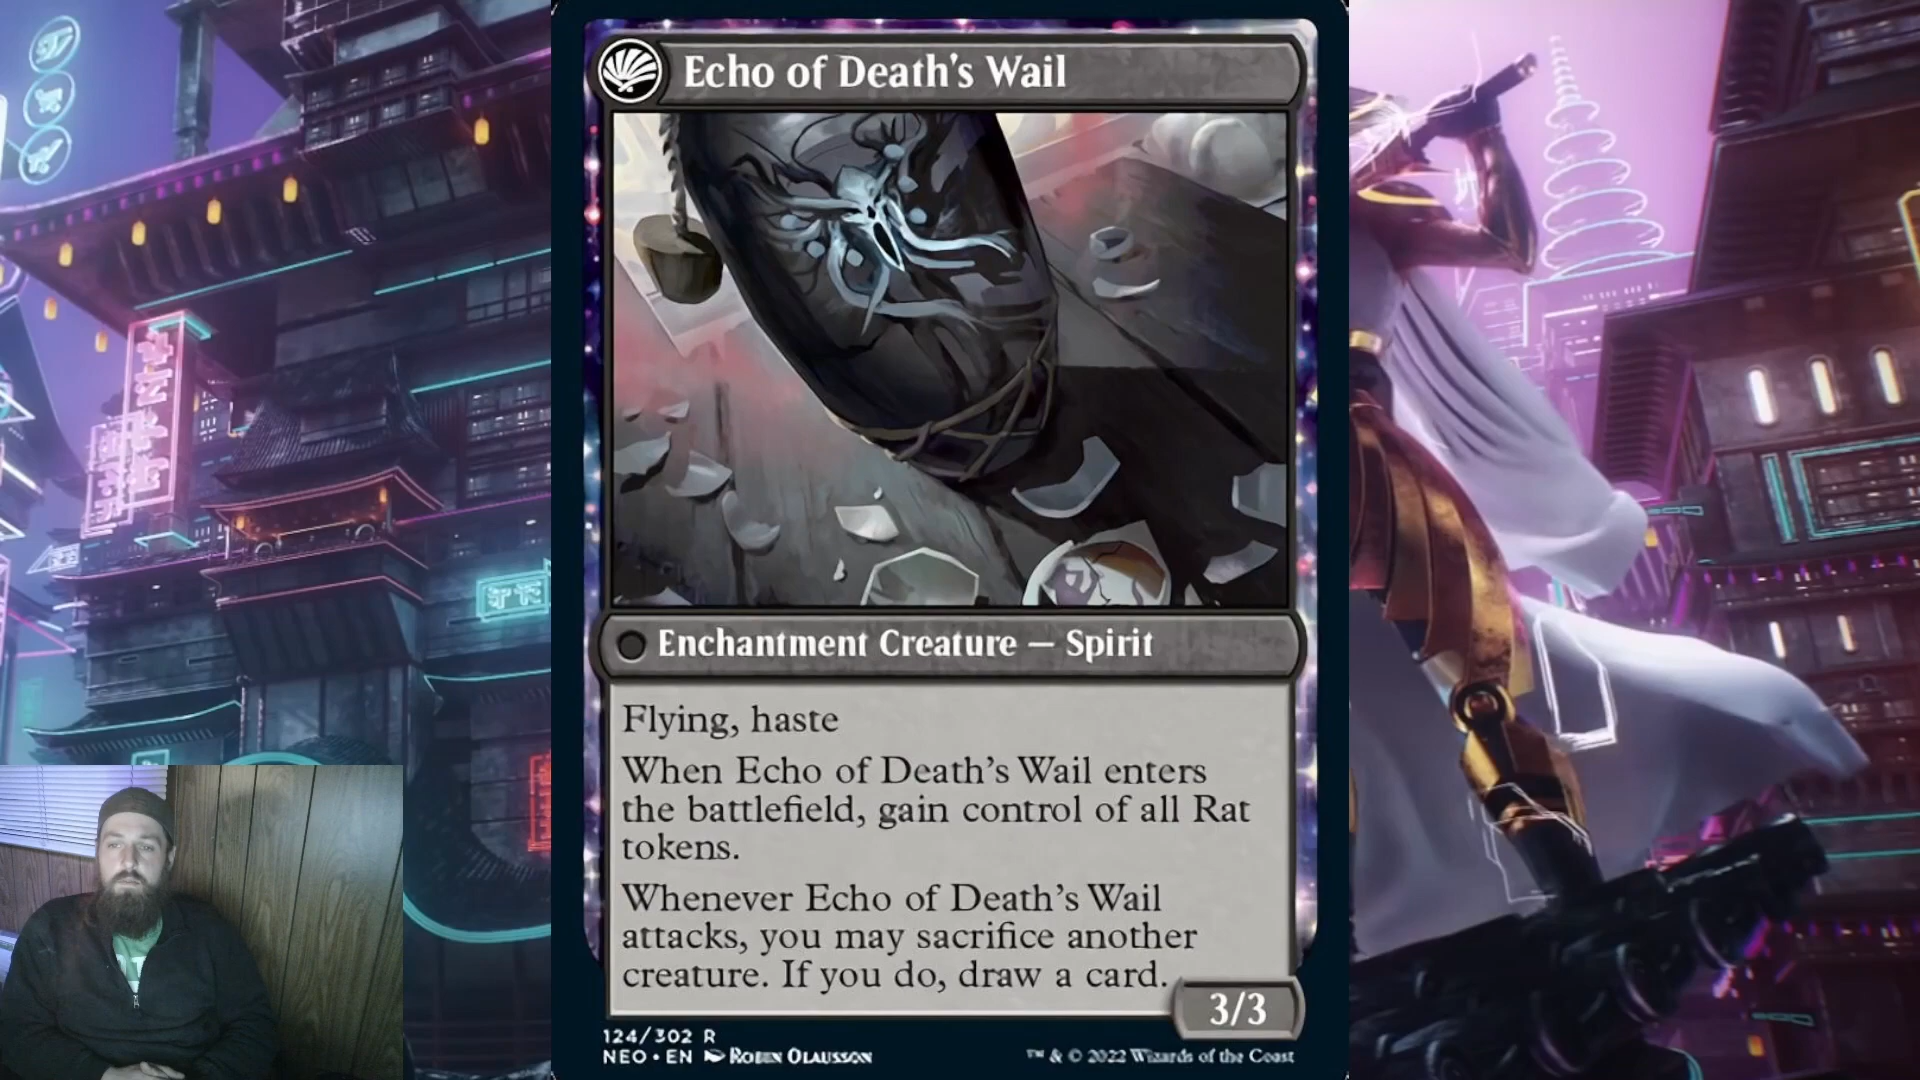 Echo of Death's Wail
Enchantment Creature — Spirit
Flying, haste
When Echo of Death's Wail enters
the battlefield, gain control of all Rat
tokens.
Whenever Echo of Death's Wail
attacks, you may sacrifice another
creature. If you do, draw a card.
3/3
124/302 R
NEO • EN Robin Olausson
™ & © 2022 Wizards of the Coast